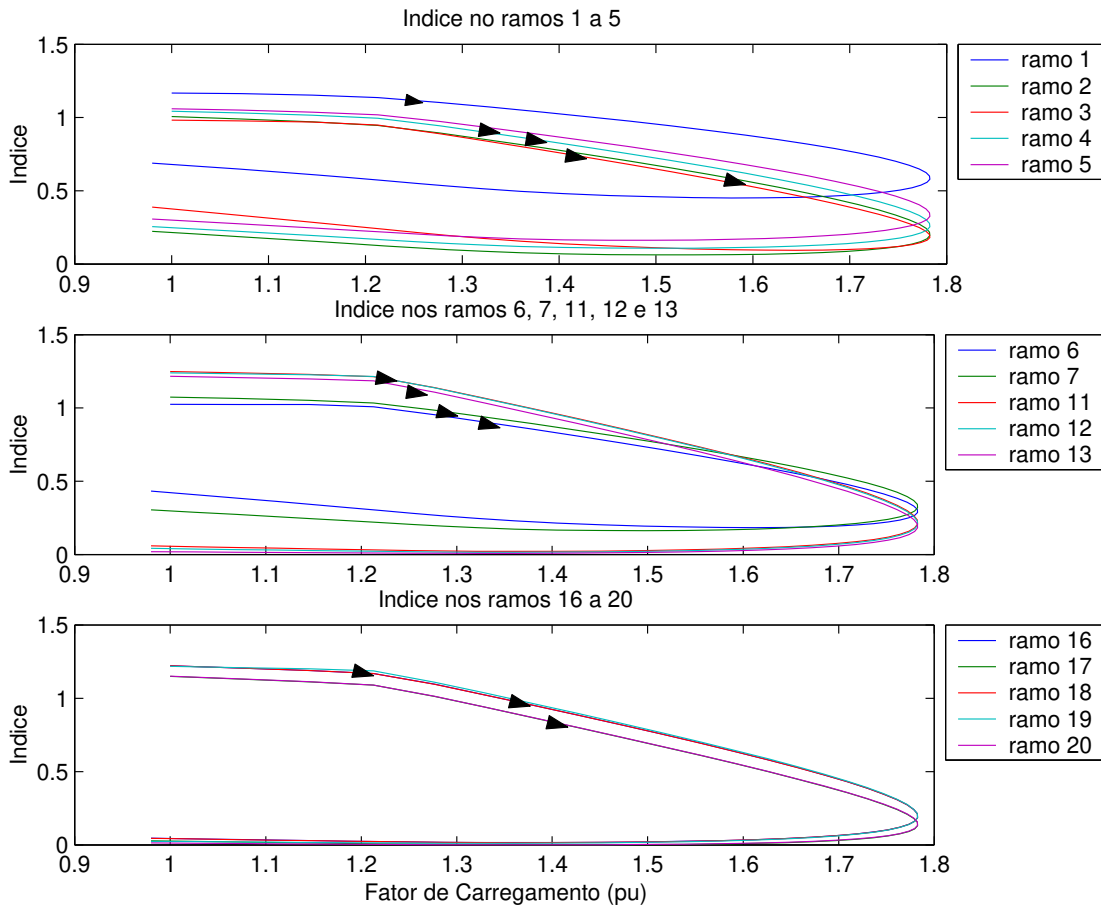 Indice no ramos 1 a 5
1.5
1
0.5
0
Indice
0.9 1 1.1 1.2 1.3 1.4 1.5 1.6 1.7 1.8
ramo 1
ramo 2
ramo 3
ramo 4
ramo 5
Indice nos ramos 6, 7, 11, 12 e 13
1.5
1
0.5
0
Indice
0.9 1 1.1 1.2 1.3 1.4 1.5 1.6 1.7 1.8
ramo 6
ramo 7
ramo 11
ramo 12
ramo 13
Indice nos ramos 16 a 20
1.5
1
0.5
0
Indice
0.9 1 1.1 1.2 1.3 1.4 1.5 1.6 1.7 1.8
Fator de Carregamento (pu)
ramo 16
ramo 17
ramo 18
ramo 19
ramo 20